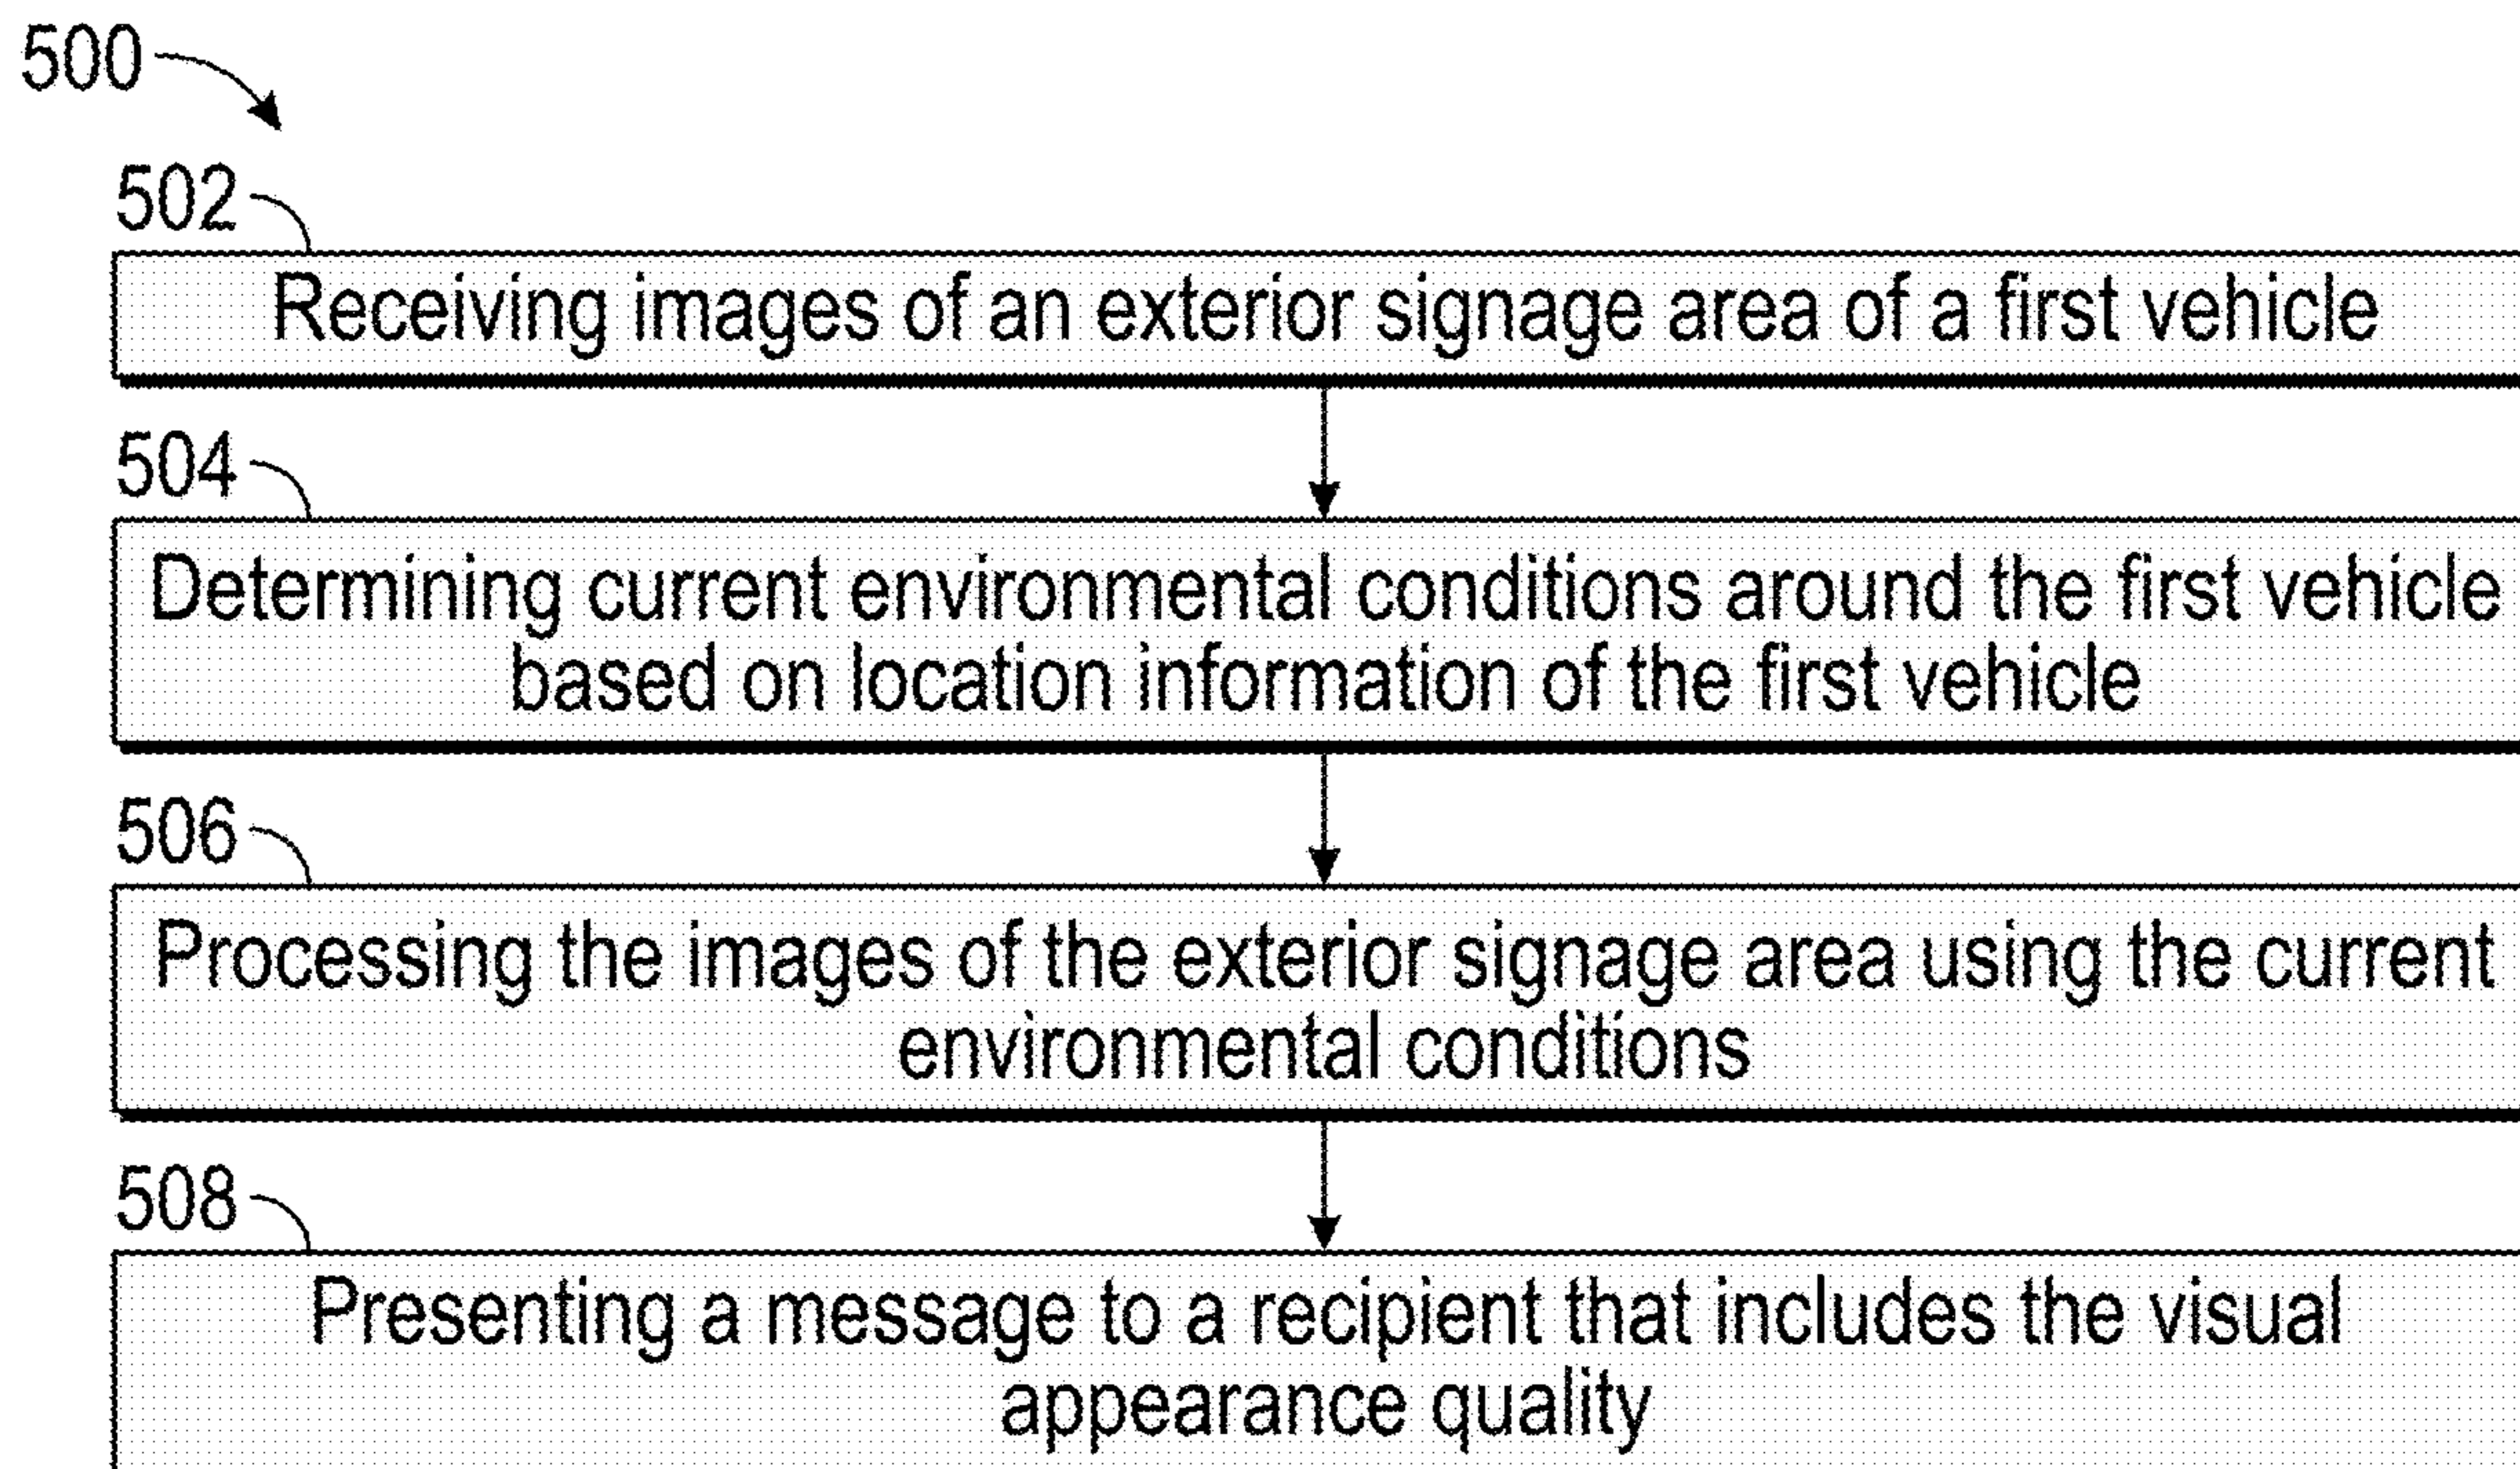 500
502
Receiving images of an exterior signage area of a first vehicle
504
Determining current environmental conditions around the first vehicle
based on location information of the first vehicle
506
Processing the images of the exterior signage area using the current
environmental conditions
508
Presenting a message to a recipient that includes the visual
appearance quality